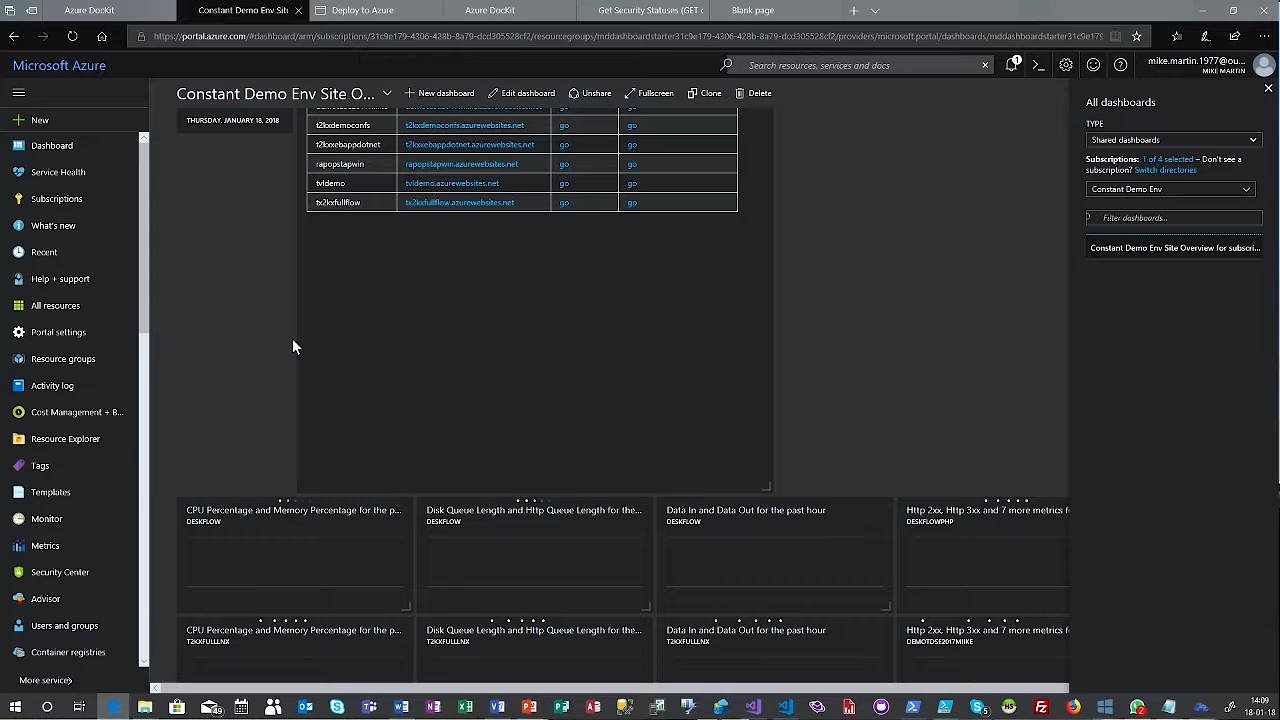 Azure DocKit
Constant Demo Env Sit
Deploy to Azure
Azure DocKit
Get Security Statuses (GET
Blank page
https://portal.azure.com/#dashboard/arm/subscriptions/31c9e179-4306-428b-8a79-dcd305528cf2/resourcegroups/mddashboardstarter31c9e179-4306-428b-8a79-dcd305528cf2/providers/microsoft.portal/dashboards/mddashboardstarter31c9e179
Microsoft Azure
Search resources, services and docs
1
mike.martin.1977@ou...
MIKE MARTIN
Constant Demo Env Site O...
New dashboard
Edit dashboard
Unshare
Fullscreen
Clone
Delete
New
Dashboard
Service Health
Subscriptions
What's new
Recent
Help + support
All resources
Portal settings
Resource groups
Activity log
Cost Management + B...
Resource Explorer
Tags
Templates
Monitor
Metrics
Security Center
Advisor
Users and groups
Container registries
More services
THURSDAY, JANUARY 18, 2018
t2kxdemoconfs t2kxdemoconfs.azurewebsites.net go go
t2kxxebappdotnet t2kxxebappdotnet.azurewebsites.net go go
rapopstapwin rapopstapwin.azurewebsites.net go go
tvldemo tvldemo.azurewebsites.net go go
tx2kxfullflow tx2kxfullflow.azurewebsites.net go go
CPU Percentage and Memory Percentage for the p...
DESKFLOW
Disk Queue Length and Http Queue Length for the...
DESKFLOW
Data In and Data Out for the past hour
DESKFLOW
Http 2xx, Http 3xx and 7 more metrics f
DESKFLOWPHP
CPU Percentage and Memory Percentage for the p...
T2KXFULLLNX
Disk Queue Length and Http Queue Length for the...
T2KXFULLLNX
Data In and Data Out for the past hour
T2KXFULLLNX
Http 2xx, Http 3xx and 7 more metrics f
DEMOTDSE2017MIIKE
All dashboards
TYPE
Shared dashboards
Subscriptions: 1 of 4 selected – Don't see a
subscription? Switch directories
Constant Demo Env
Filter dashboards...
Constant Demo Env Site Overview for subscri...
14:09
18-01-18